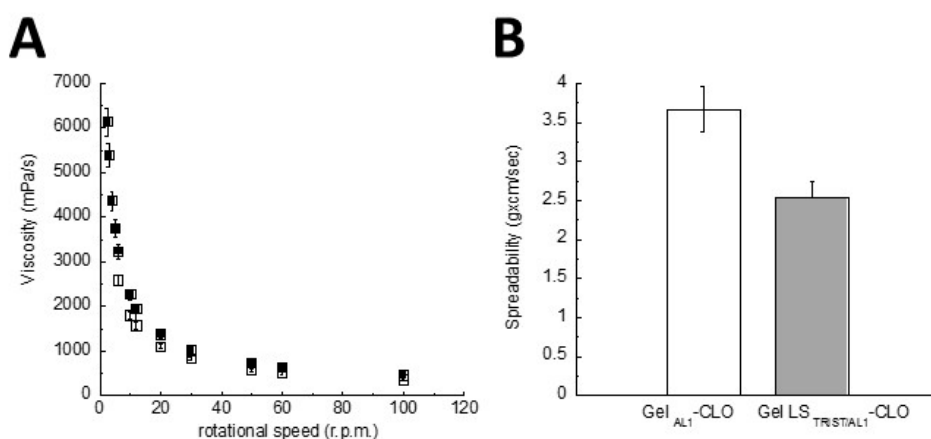 A
B
7000
6000
5000
4000
3000
2000
1000
0
Viscosity (mPa/s)
0 20 40 60 80 100 120
rotational speed (r.p.m.)
4
3.5
3
2.5
2
1.5
1
0.5
0
Spreadability (gxcm/sec)
Gel AL1-CLO
Gel LS TRIST/AL1-CLO